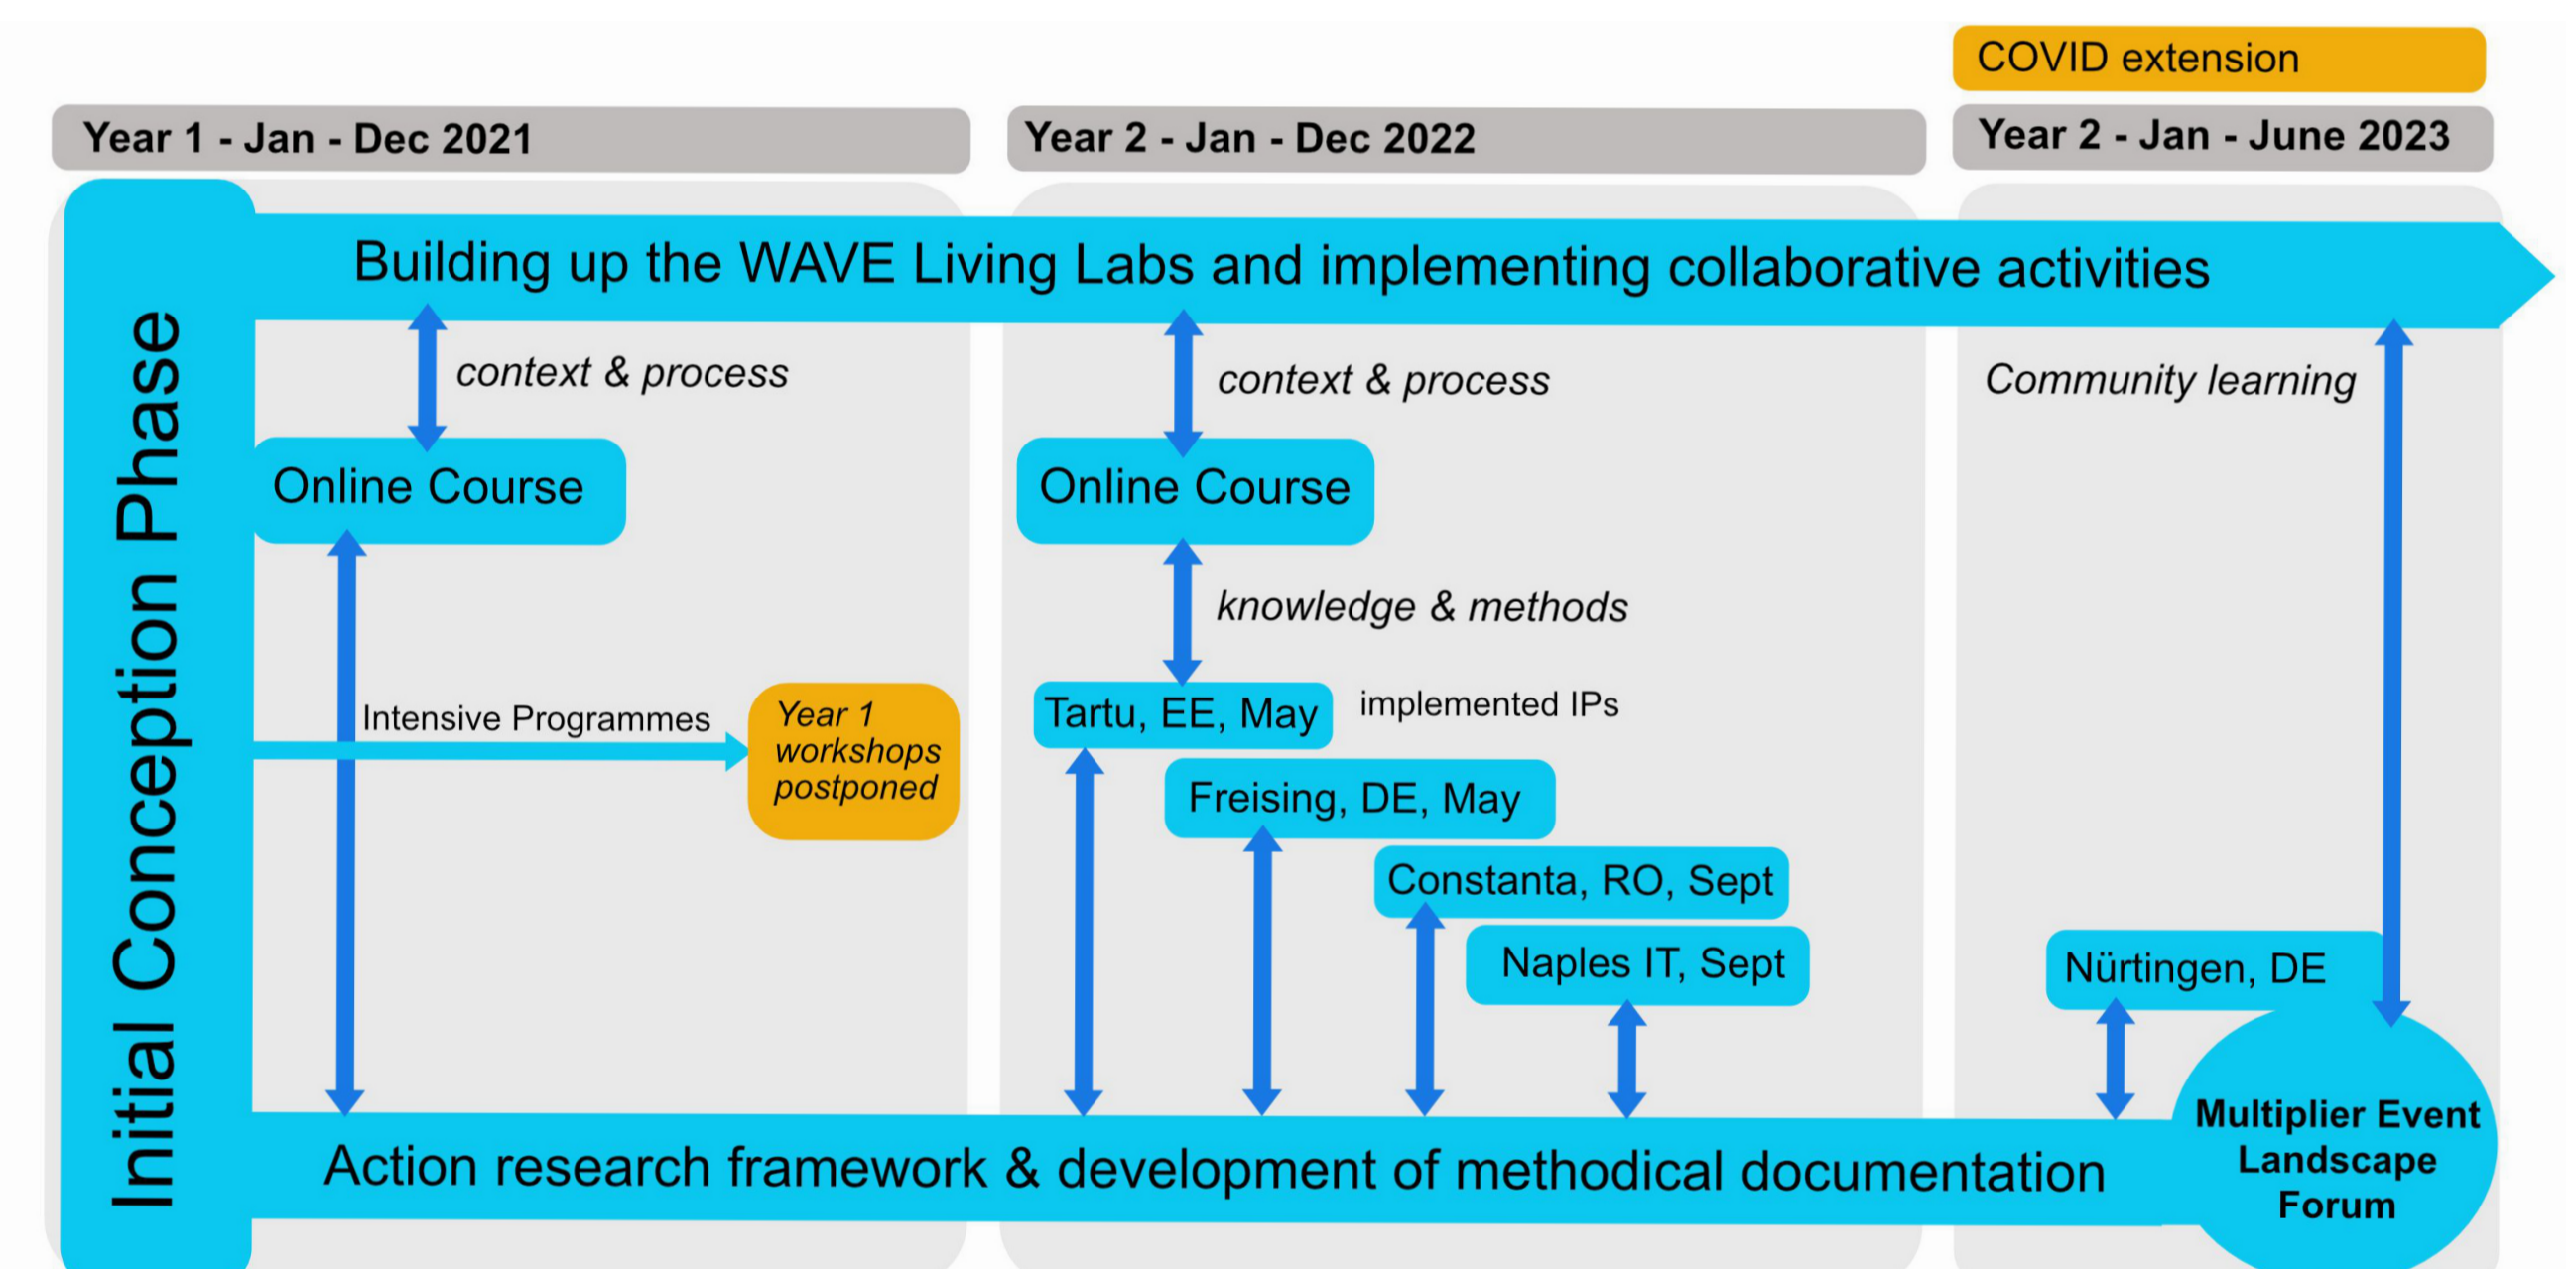 COVID extension
Year 1 - Jan - Dec 2021
Year 2 - Jan - Dec 2022
Year 2 - Jan - June 2023
Initial Conception Phase
Building up the WAVE Living Labs and implementing collaborative activities
context & process
context & process
Community learning
Online Course
Online Course
knowledge & methods
Intensive Programmes
Year 1
workshops
postponed
Tartu, EE, May
implemented IPs
Freising, DE, May
Constanta, RO, Sept
Naples IT, Sept
Nürtingen, DE
Action research framework & development of methodical documentation
Multiplier Event
Landscape
Forum